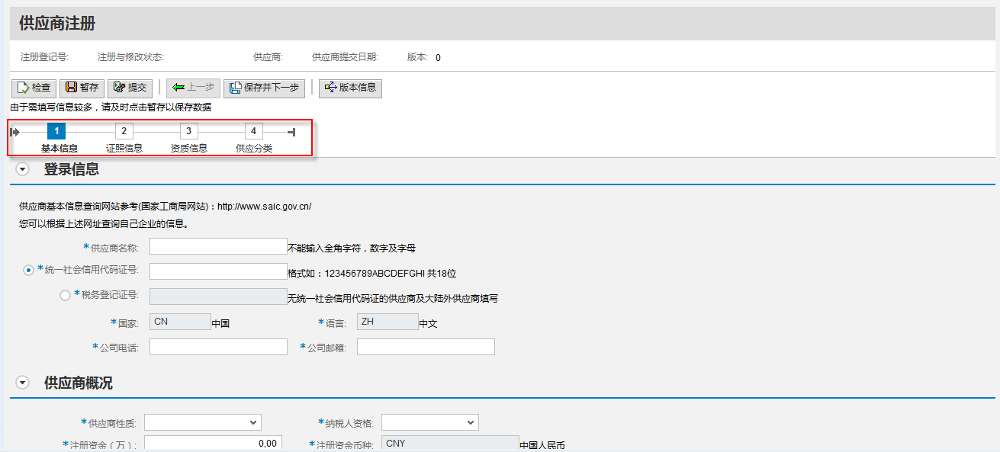 供应商注册
注册登记号: 注册与修改状态: 供应商: 供应商提交日期: 版本: 0
检查 暂存 提交 上一步 保存并下一步 版本信息
由于需填写信息较多，请及时点击暂存以保存数据
1 2 3 4
基本信息 证照信息 资质信息 供应分类
登录信息
供应商基本信息查询网站参考(国家工商局网站)：http://www.saic.gov.cn/
您可以根据上述网址查询自己企业的信息。
*供应商名称: 不能输入全角字符，数字及字母
*统一社会信用代码证号: 格式如：123456789ABCDEFGHI 共18位
*税务登记证号: 无统一社会信用代码证的供应商及大陆外供应商填写
*国家: CN 中国 *语言: ZH 中文
*公司电话: *公司邮箱:
供应商概况
*供应商性质: *纳税人资格:
*注册资金（万）: 0,00 *注册资金币种: CNY 中国人民币